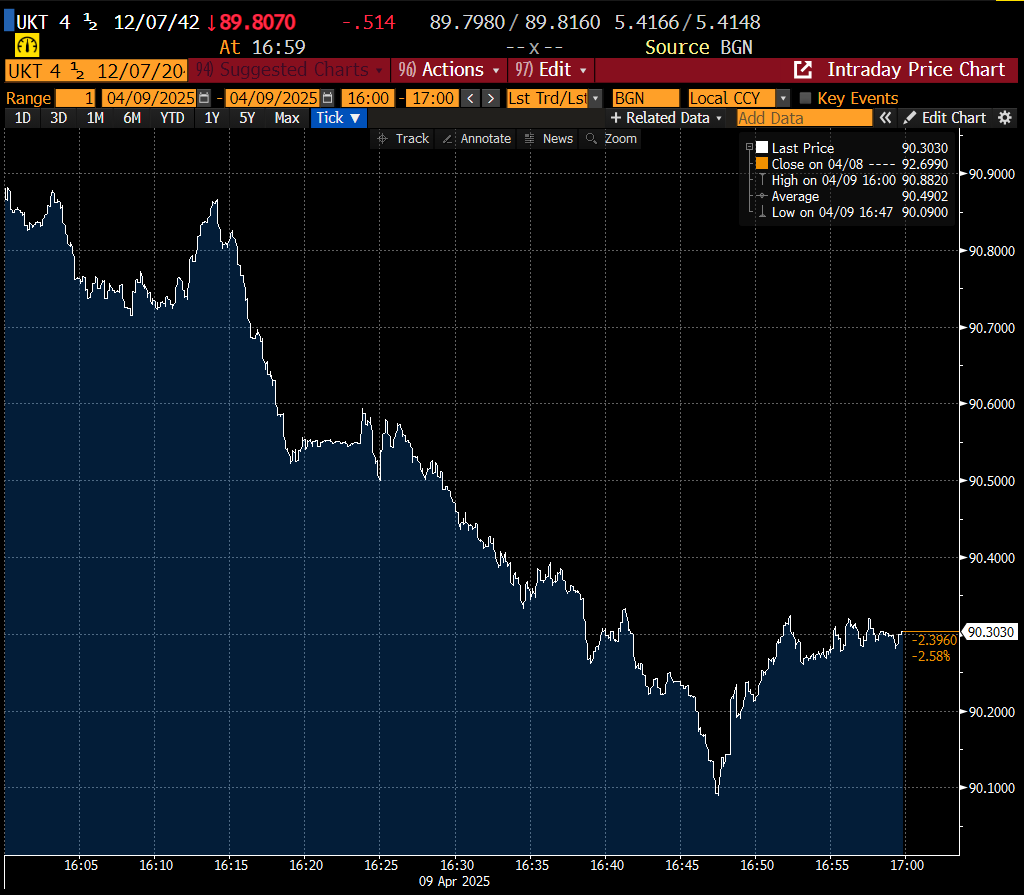 UKT 4 ½ 12/07/42 ↓89.8070 -.514 89.7980/89.8160 5.4166/5.4148
At 16:59 --x-- Source BGN
UKT 4 ½ 12/07/20 94) Suggested Charts 96) Actions 97) Edit Intraday Price Chart
Range 1 04/09/2025 - 04/09/2025 16:00 - 17:00 < > Lst Trd/Lst BGN Local CCY Key Events
1D 3D 1M 6M YTD 1Y 5Y Max Tick ▼ + Related Data Add Data « Edit Chart
Track Annotate News Zoom
Last Price 90.3030
Close on 04/08 ---- 92.6990
High on 04/09 16:00 90.8820
Average 90.4902
Low on 04/09 16:47 90.0900
90.9000
90.8000
90.7000
90.6000
90.5000
90.4000
90.3030
-2.3960
-2.58%
90.2000
90.1000
16:05 16:10 16:15 16:20 16:25 16:30 16:35 16:40 16:45 16:50 16:55 17:00
09 Apr 2025